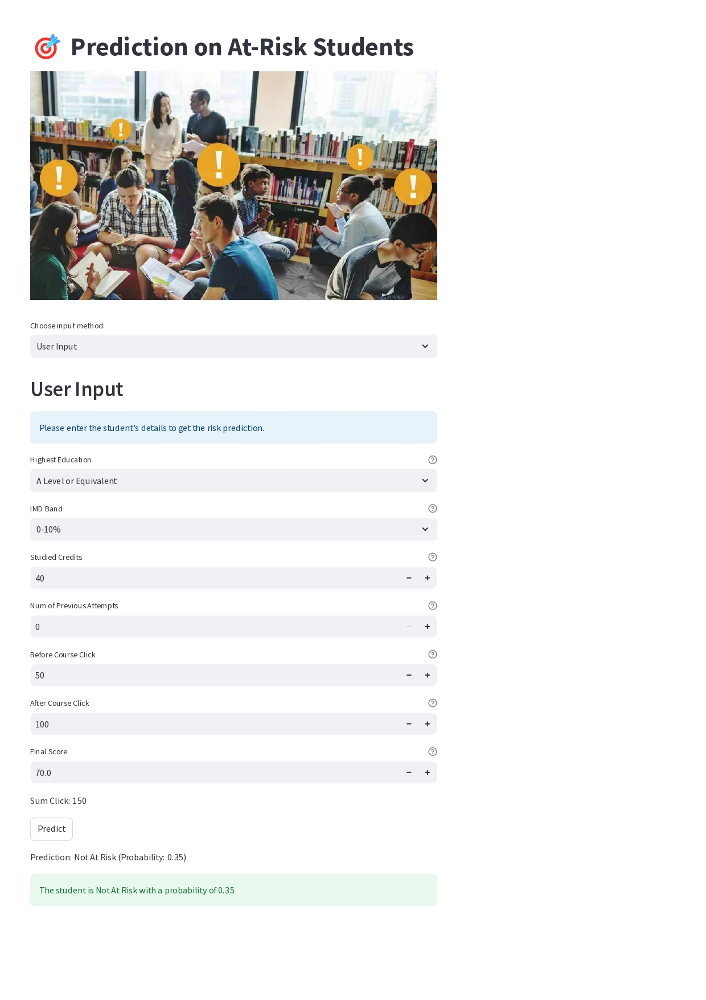 Prediction on At-Risk Students
Choose input method:
User Input
User Input
Please enter the student's details to get the risk prediction.
Highest Education
A Level or Equivalent
IMD Band
0-10%
Studied Credits
40
Num of Previous Attempts
0
Before Course Click
50
After Course Click
100
Final Score
70.0
Sum Click: 150
Predict
Prediction: Not At Risk (Probability: 0.35)
The student is Not At Risk with a probability of 0.35